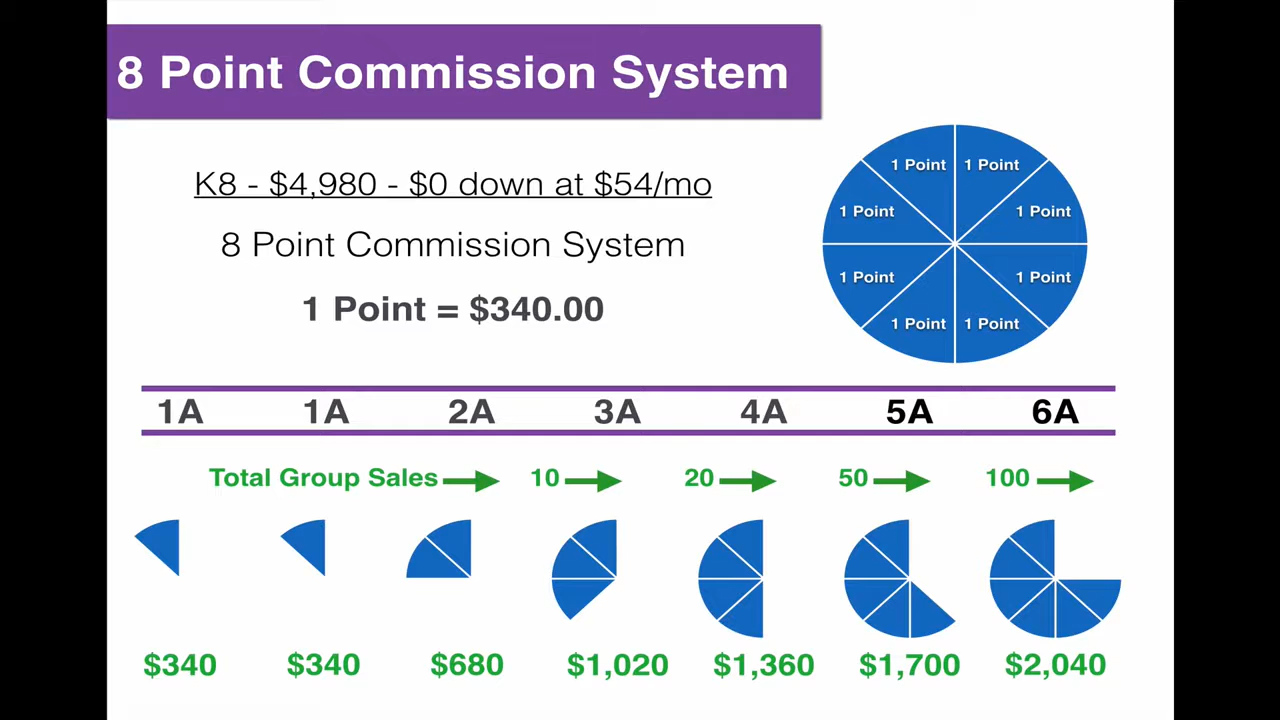 8 Point Commission System
K8 - $4,980 - $0 down at $54/mo
8 Point Commission System
1 Point = $340.00
1 Point 1 Point
1 Point 1 Point
1 Point 1 Point
1 Point 1 Point
1A 1A 2A 3A 4A 5A 6A
Total Group Sales 10 20 50 100
$340 $340 $680 $1,020 $1,360 $1,700 $2,040